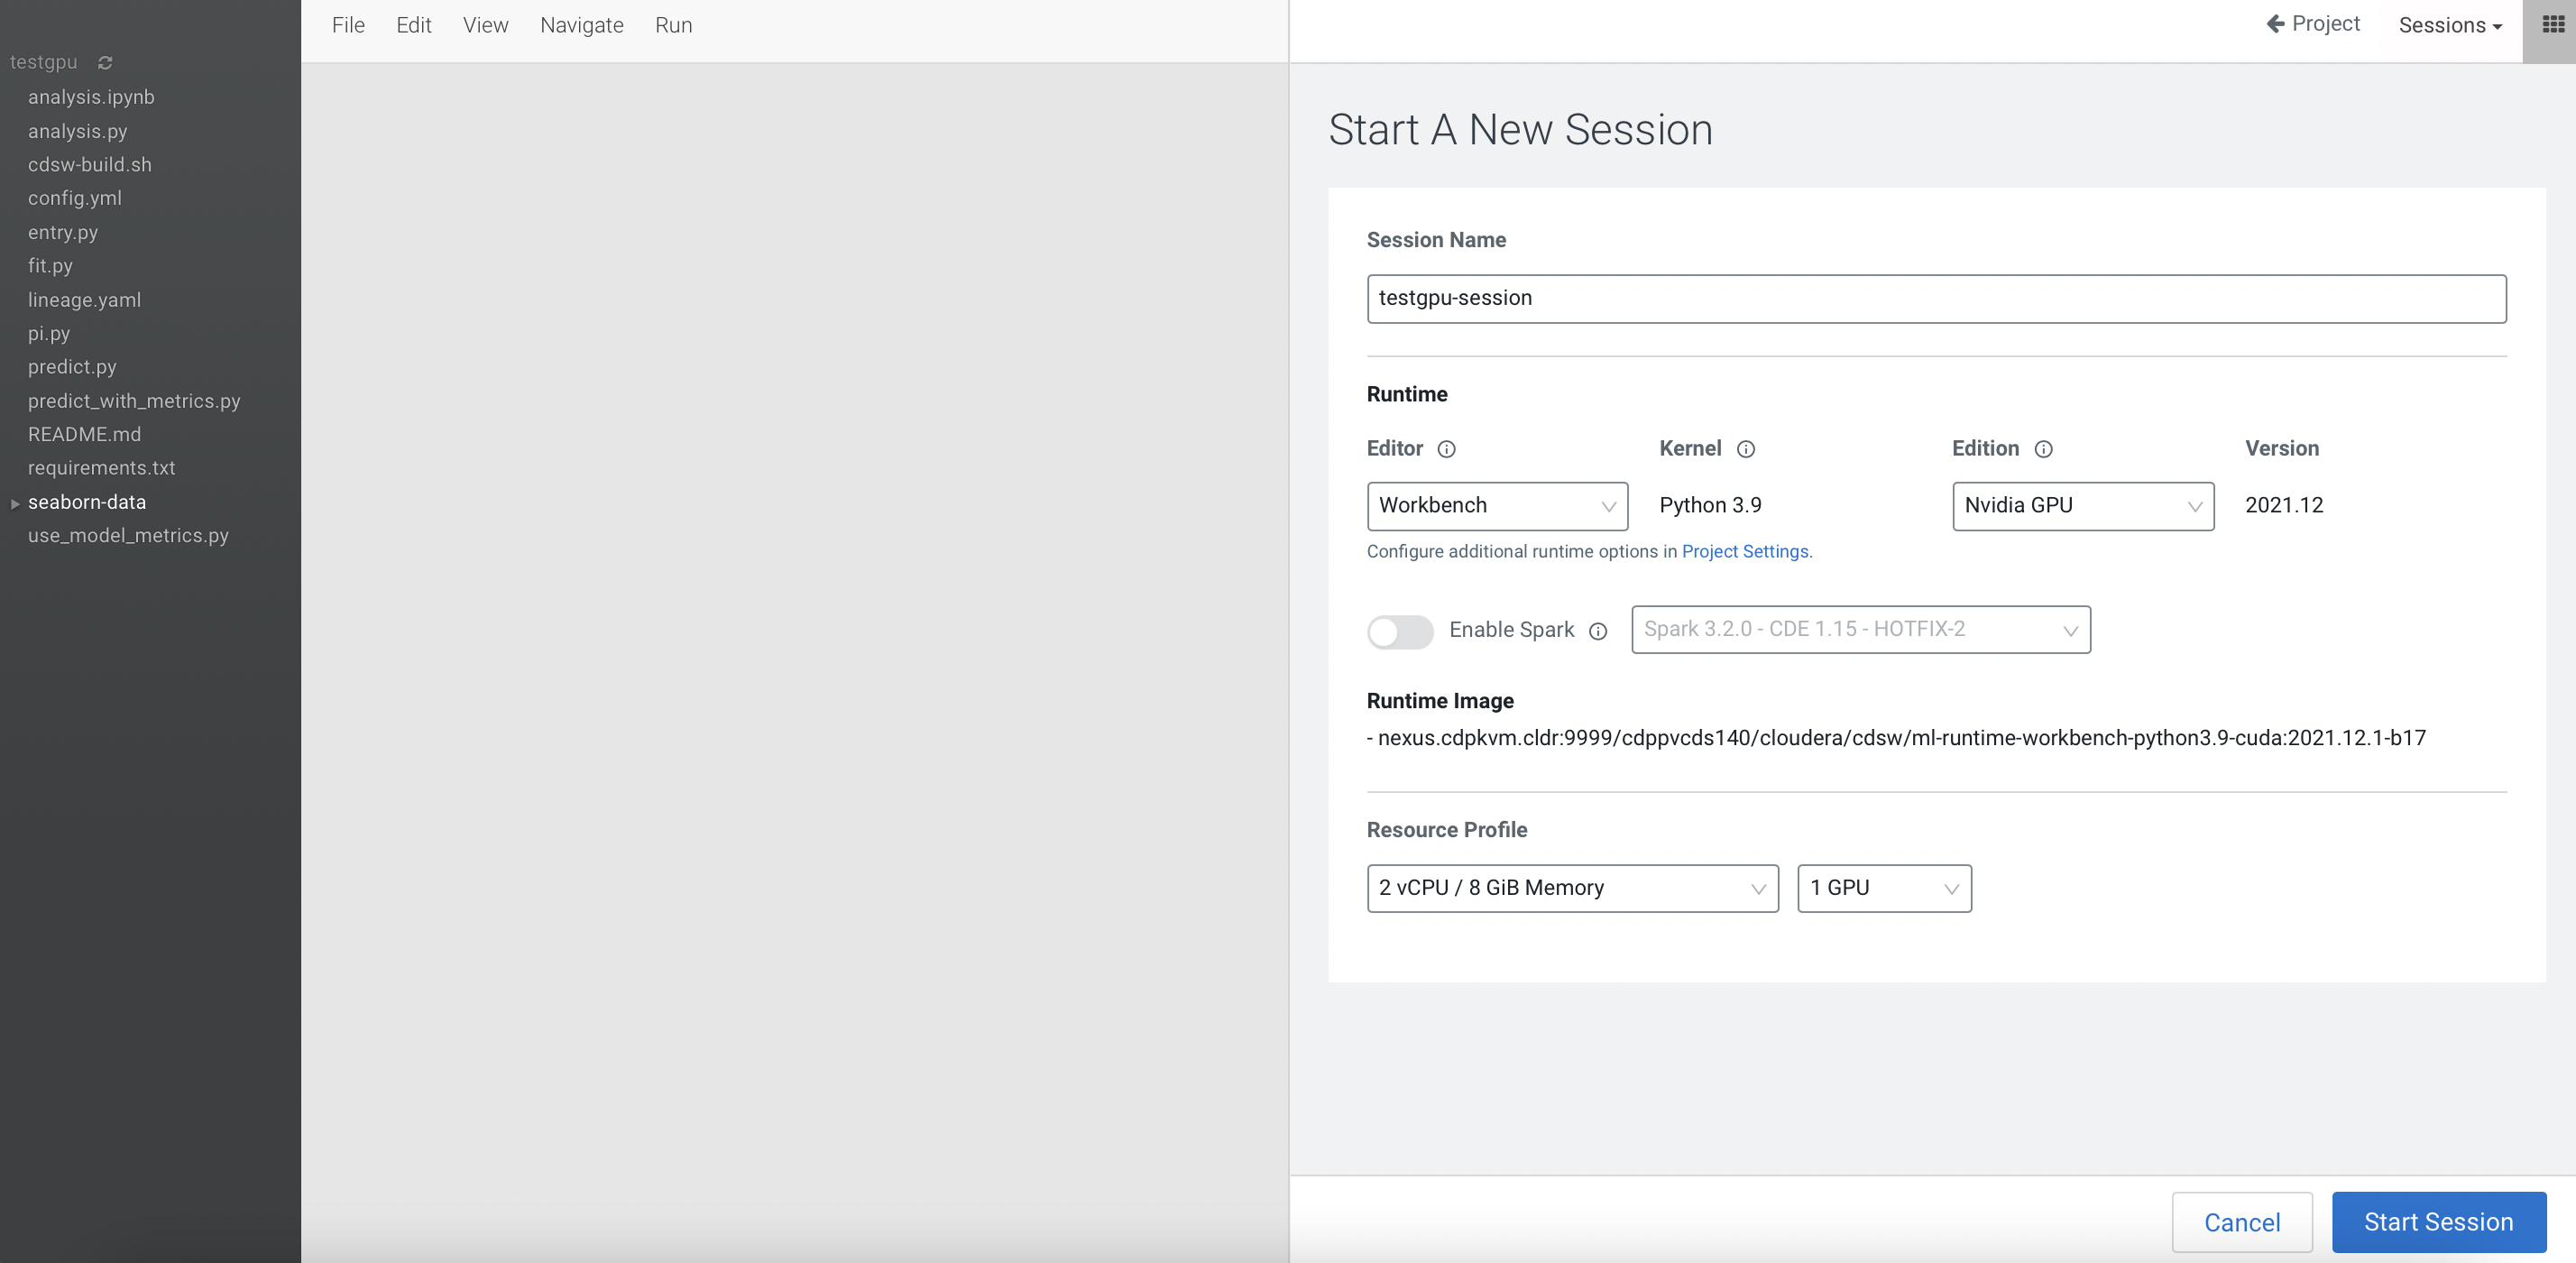 File Edit View Navigate Run
Project Sessions
testgpu
analysis.ipynb
analysis.py
cdsw-build.sh
config.yml
entry.py
fit.py
lineage.yaml
pi.py
predict.py
predict_with_metrics.py
README.md
requirements.txt
seaborn-data
use_model_metrics.py
Start A New Session
Session Name
testgpu-session
Runtime
Editor Kernel Edition Version
Workbench Python 3.9 Nvidia GPU 2021.12
Configure additional runtime options in Project Settings.
Enable Spark Spark 3.2.0 - CDE 1.15 - HOTFIX-2
Runtime Image
- nexus.cdpkvm.cldr:9999/cdppvcds140/cloudera/cdsw/ml-runtime-workbench-python3.9-cuda:2021.12.1-b17
Resource Profile
2 vCPU / 8 GiB Memory 1 GPU
Cancel Start Session